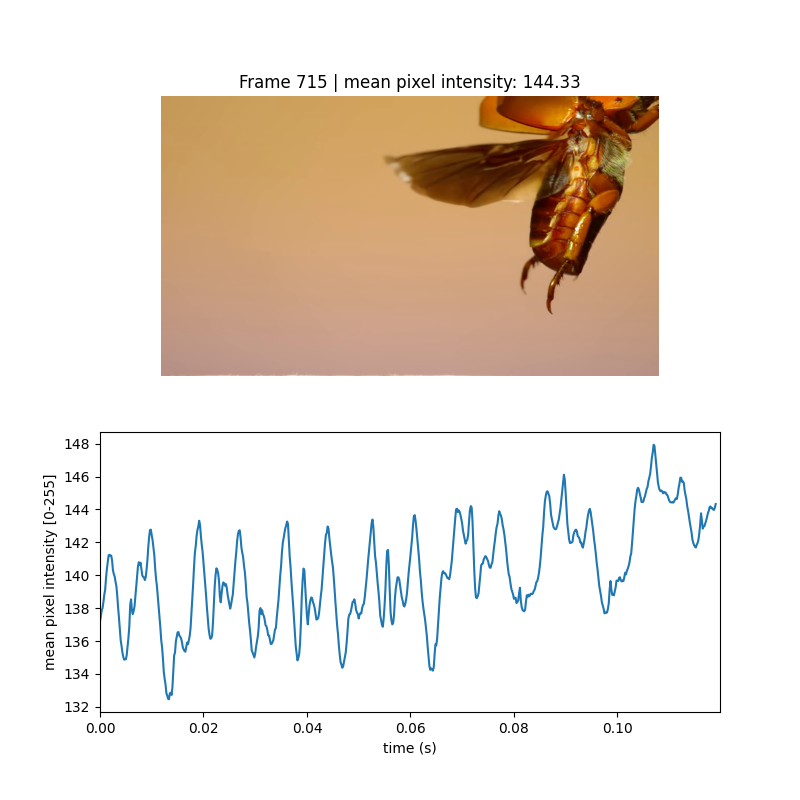 Frame 715 | mean pixel intensity: 144.33
148
146
144
142
140
138
136
134
132
mean pixel intensity [0-255]
0.00 0.02 0.04 0.06 0.08 0.10
time (s)